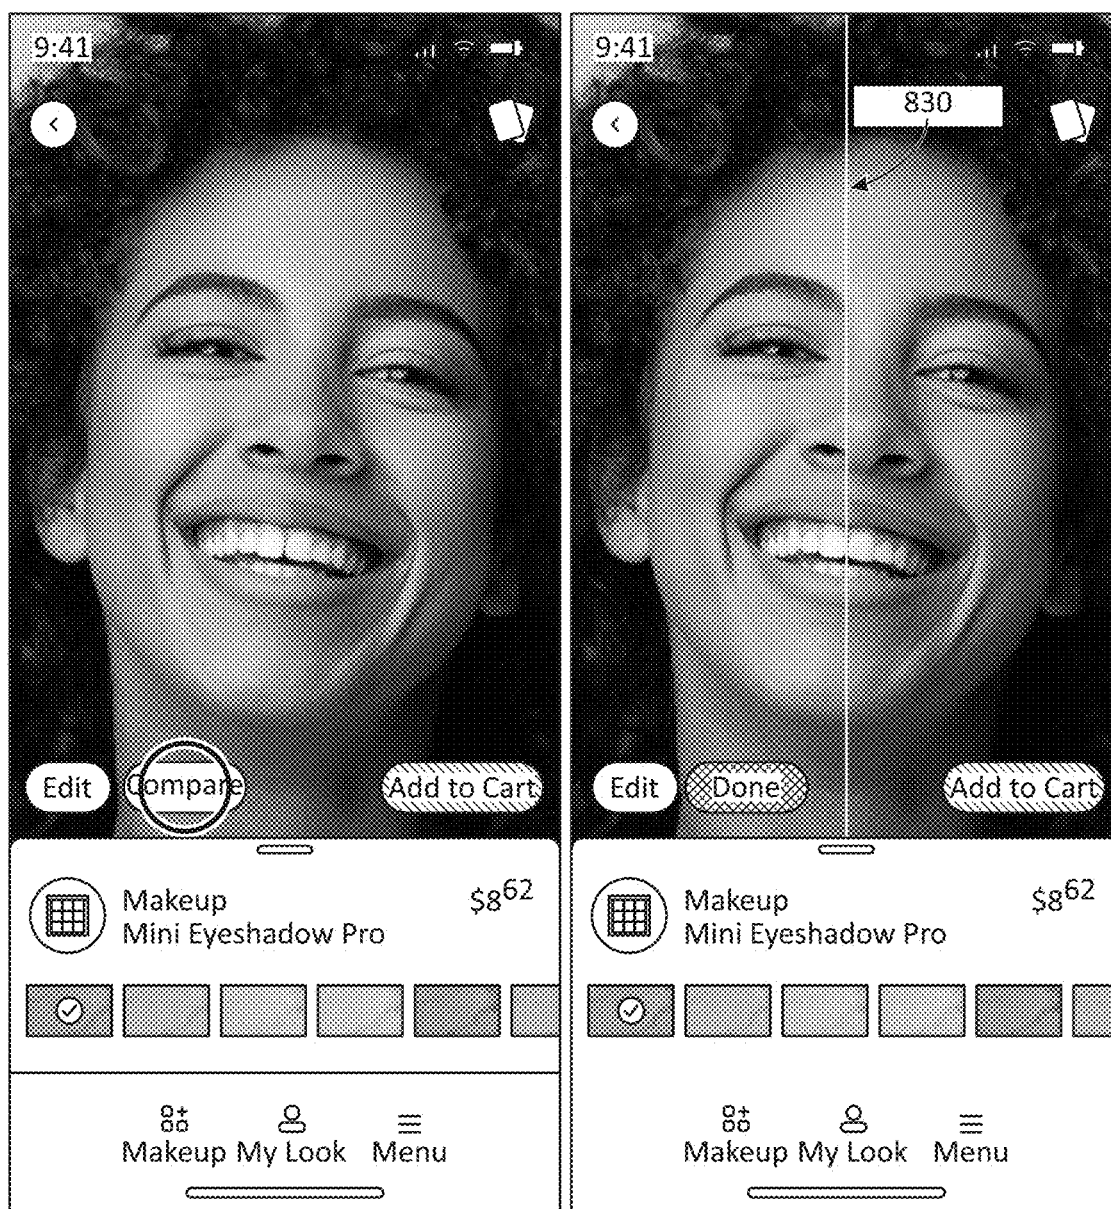 9:41
Edit
Compare
Add to Cart
Makeup
$8⁶²
Mini Eyeshadow Pro
Makeup My Look Menu
9:41
830
Edit
Done
Add to Cart
Makeup
$8⁶²
Mini Eyeshadow Pro
Makeup My Look Menu